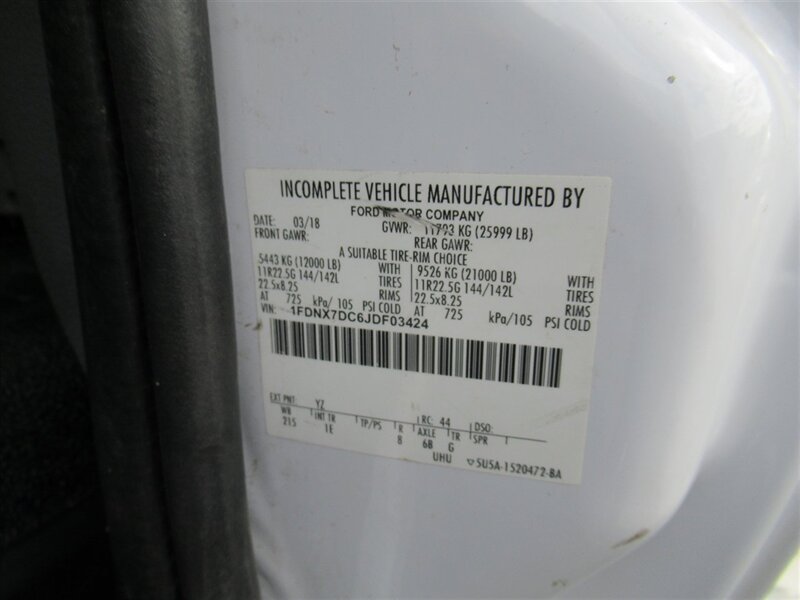 INCOMPLETE VEHICLE MANUFACTURED BY
FORD MOTOR COMPANY
DATE: 03/18 GVWR: 11793 KG (25999 LB)
FRONT GAWR: REAR GAWR:
A SUITABLE TIRE-RIM CHOICE
5443 KG (12000 LB) WITH 9526 KG (21000 LB) WITH
11R22.5G 144/142L TIRES 11R22.5G 144/142L TIRES
22.5x8.25 RIMS 22.5x8.25 RIMS
AT 725 kPa/ 105 PSI COLD AT 725 kPa/105 PSI COLD
VIN: 1FDNX7DC6JDF03424
EXT PNT: YZ RC: 44 DSO:
WB INT TR TP/PS R AXLE TR SPR
215 1E 8 6B G
UHU ▽5U5A-1520472-BA